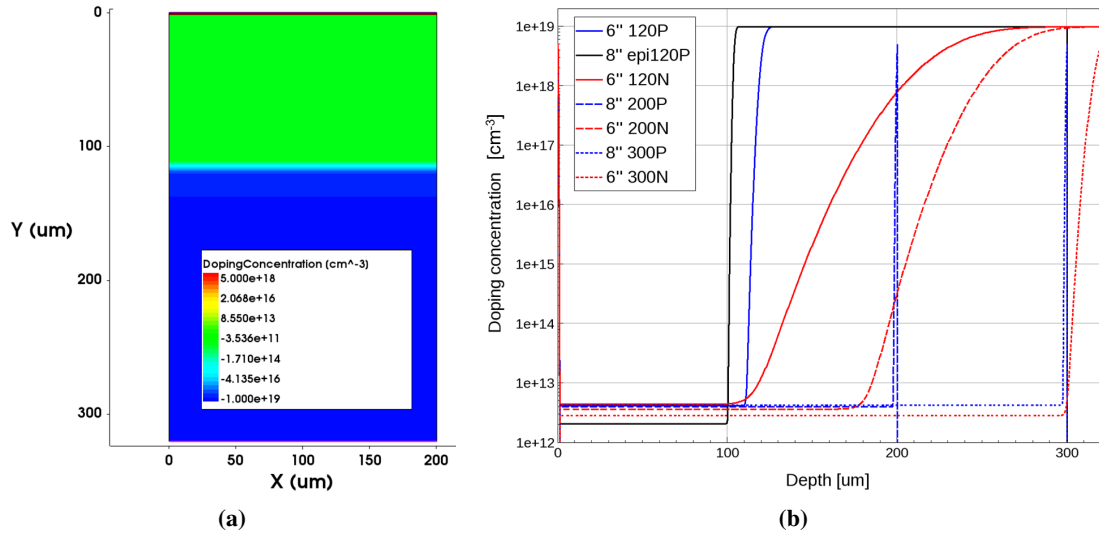 0
100
200
300
Y (um)
0
50
100
150
200
X (um)
DopingConcentration (cm^-3)
5.000e+18
2.068e+16
8.550e+13
-3.536e+11
-1.710e+14
-4.135e+16
-1.000e+19
(a)
1e+19
1e+18
1e+17
1e+16
1e+15
1e+14
1e+13
1e+12
Doping concentration [cm-3]
6'' 120P
8'' epi120P
6'' 120N
8'' 200P
6'' 200N
8'' 300P
6'' 300N
0
100
200
300
Depth [um]
(b)